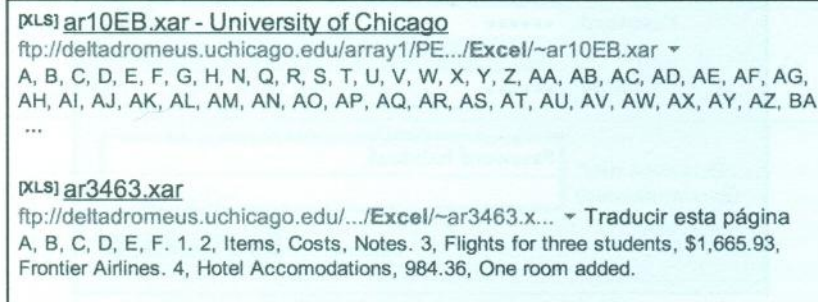 [XLS] ar10EB.xar - University of Chicago
ftp://deltadromeus.uchicago.edu/array1/PE.../Excel/~ar10EB.xar
A, B, C, D, E, F, G, H, N, Q, R, S, T, U, V, W, X, Y, Z, AA, AB, AC, AD, AE, AF, AG,
AH, AI, AJ, AK, AL, AM, AN, AO, AP, AQ, AR, AS, AT, AU, AV, AW, AX, AY, AZ, BA
...
[XLS] ar3463.xar
ftp://deltadromeus.uchicago.edu/.../Excel/~ar3463.x... Traducir esta página
A, B, C, D, E, F. 1. 2, Items, Costs, Notes. 3, Flights for three students, $1,665.93,
Frontier Airlines. 4, Hotel Accomodations, 984.36, One room added.